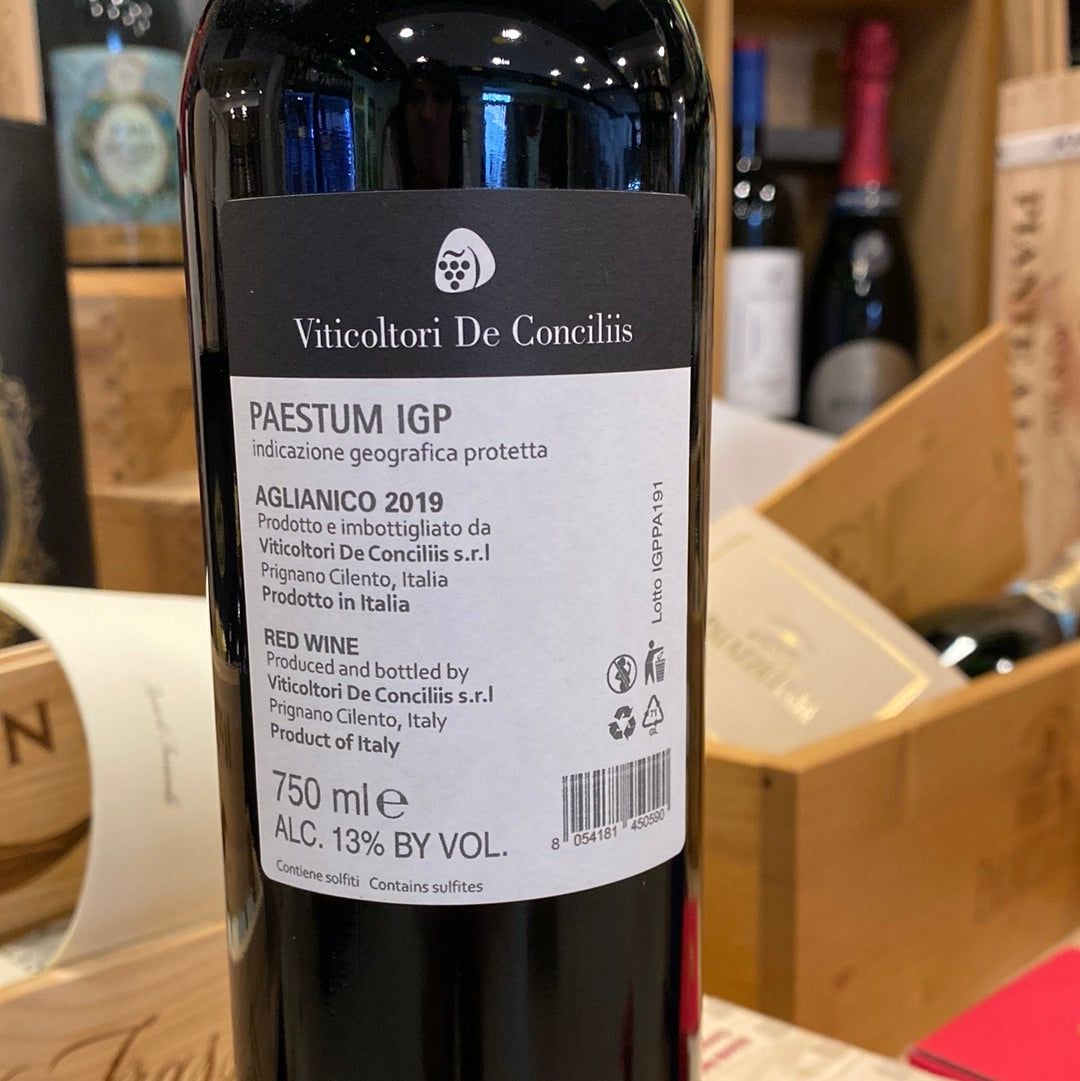 Viticoltori De Conciliis
PAESTUM IGP
indicazione geografica protetta
AGLIANICO 2019
Prodotto e imbottigliato da
Viticoltori De Conciliis s.r.l
Prignano Cilento, Italia
Prodotto in Italia
RED WINE
Produced and bottled by
Viticoltori De Conciliis s.r.l
Prignano Cilento, Italy
Product of Italy
750 ml e
ALC. 13% BY VOL.
Contiene solfiti Contains sulfites
Lotto IGPPA191
71
GL
8 054181 450590
N